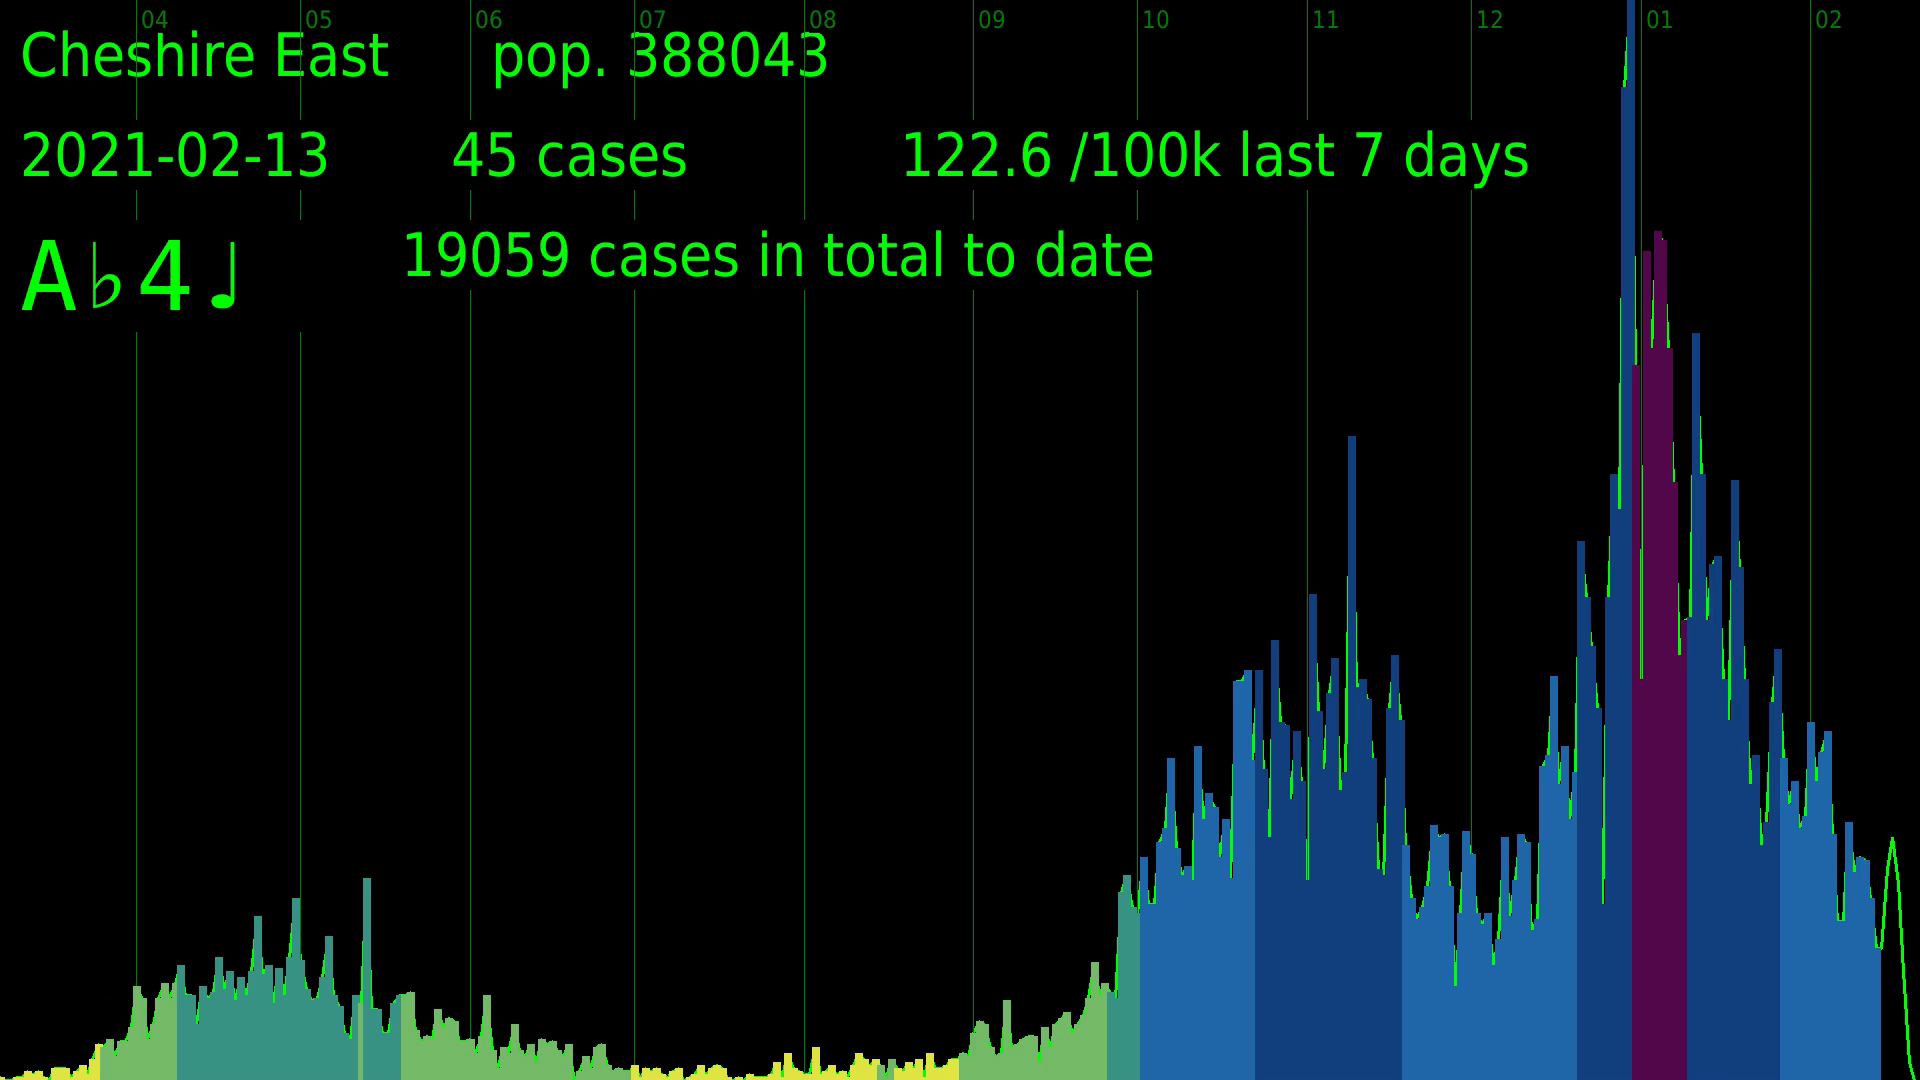 04 05 06 07 08 09 10 11 12 01 02
Cheshire East pop. 388043
2021-02-13 45 cases 122.6 /100k last 7 days
A♭4♩ 19059 cases in total to date